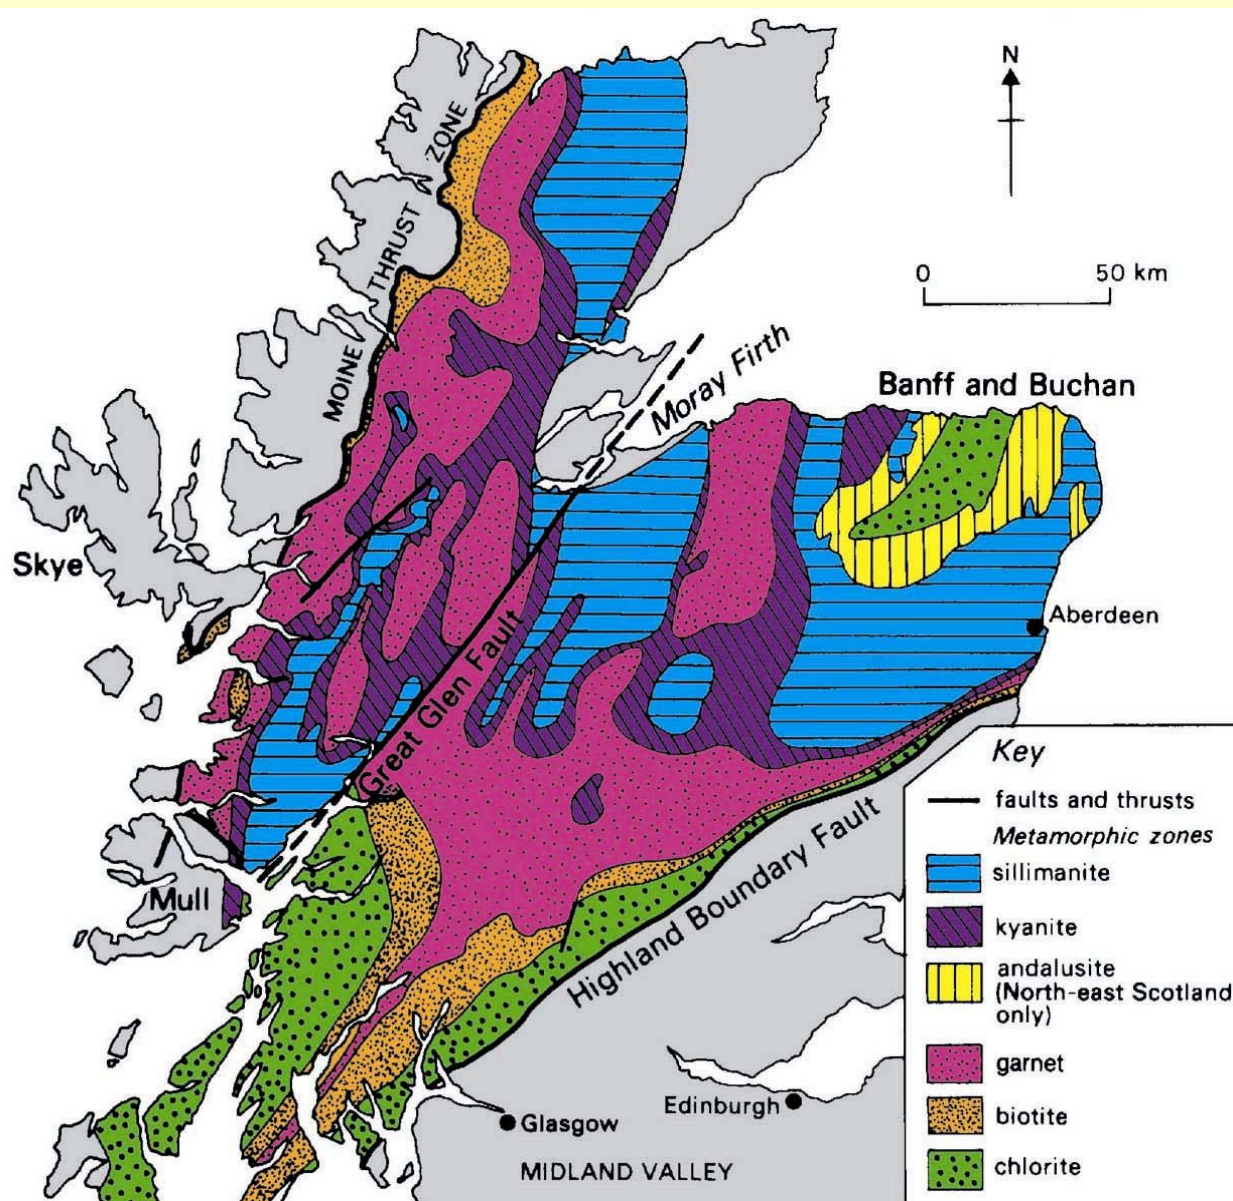 N
0 50 km
MOINE THRUST ZONE
Moray Firth
Banff and Buchan
Skye
Great Glen Fault
Aberdeen
Mull
Highland Boundary Fault
Glasgow
Edinburgh
MIDLAND VALLEY
Key
faults and thrusts
Metamorphic zones
sillimanite
kyanite
andalusite
(North-east Scotland
only)
garnet
biotite
chlorite